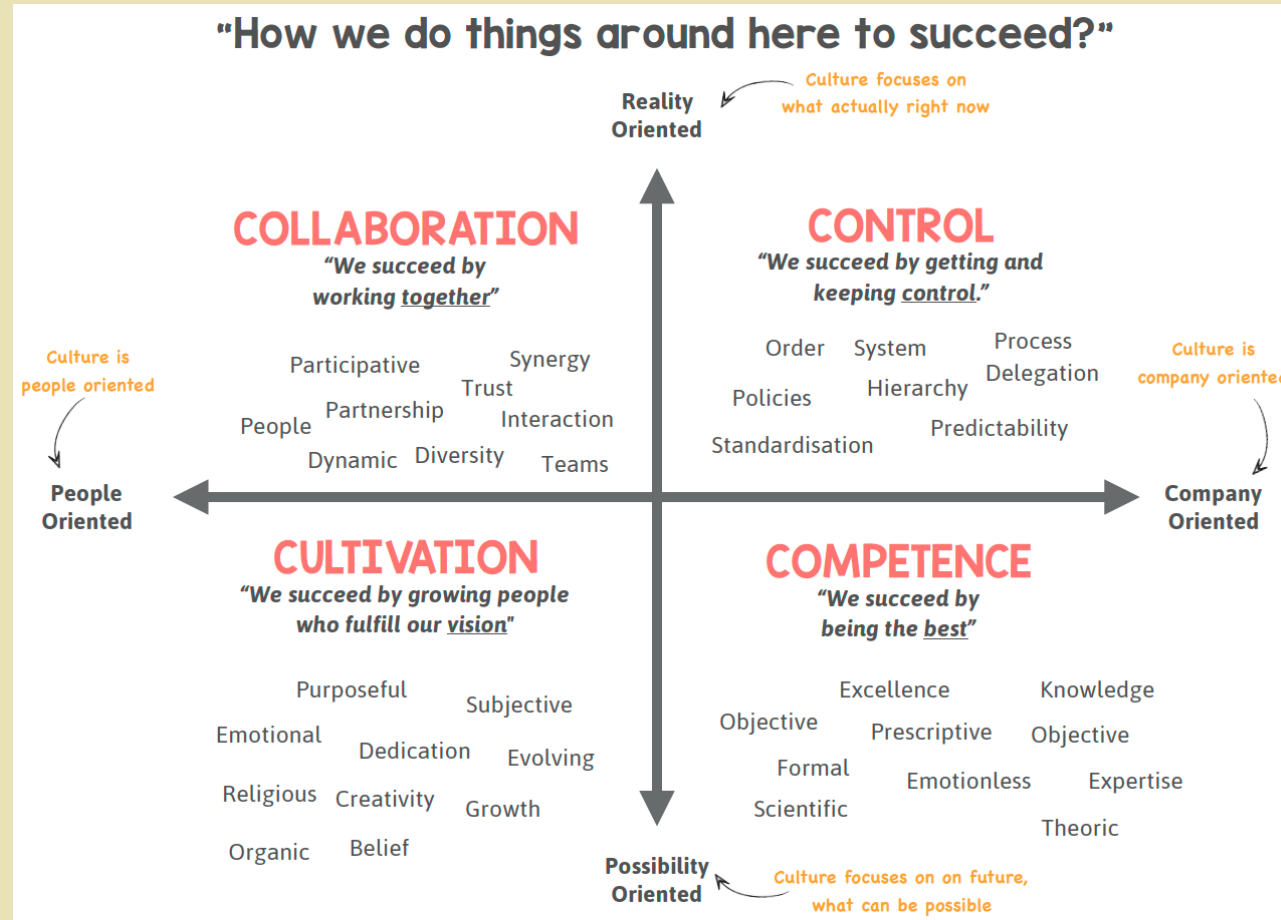 "How we do things around here to succeed?"
Culture focuses on
what actually right now
Reality
Oriented
COLLABORATION
"We succeed by
working together"
Participative
Synergy
Trust
Partnership
Interaction
People
Dynamic
Diversity
Teams
CONTROL
"We succeed by getting and
keeping control."
Order
System
Process
Delegation
Hierarchy
Policies
Predictability
Standardisation
Culture is
people oriented
People
Oriented
Culture is
company oriented
Company
Oriented
CULTIVATION
"We succeed by growing people
who fulfill our vision"
Purposeful
Subjective
Emotional
Dedication
Evolving
Religious
Creativity
Growth
Organic
Belief
COMPETENCE
"We succeed by
being the best"
Excellence
Knowledge
Objective
Prescriptive
Objective
Formal
Emotionless
Expertise
Scientific
Theoric
Possibility
Oriented
Culture focuses on on future,
what can be possible